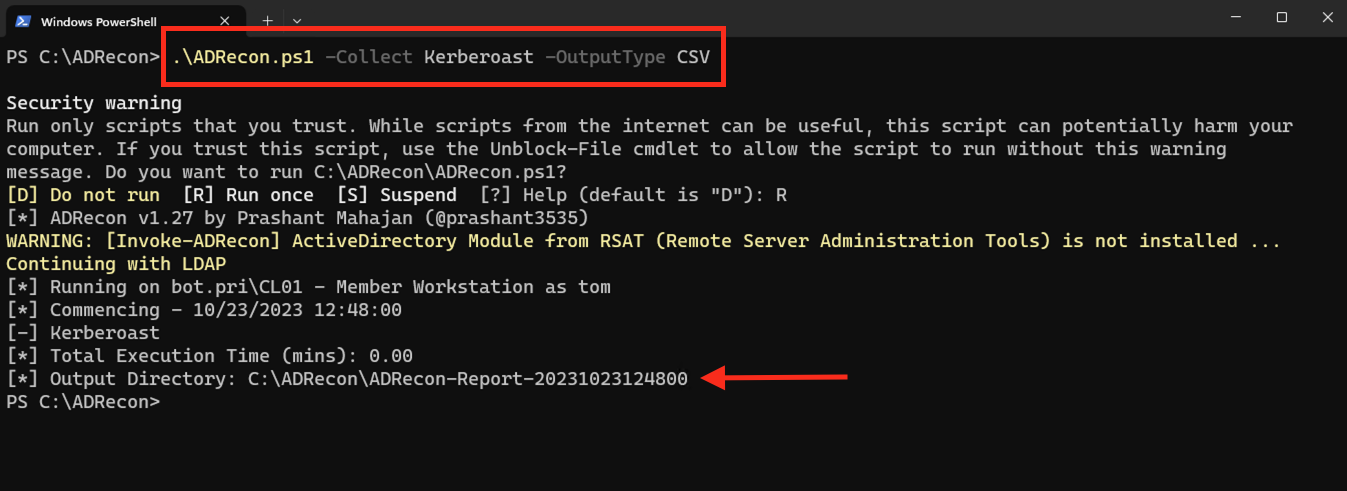 Windows PowerShell
PS C:\ADRecon> .\ADRecon.ps1 -Collect Kerberoast -OutputType CSV
Security warning
Run only scripts that you trust. While scripts from the internet can be useful, this script can potentially harm your
computer. If you trust this script, use the Unblock-File cmdlet to allow the script to run without this warning
message. Do you want to run C:\ADRecon\ADRecon.ps1?
[D] Do not run  [R] Run once  [S] Suspend  [?] Help (default is "D"): R
[*] ADRecon v1.27 by Prashant Mahajan (@prashant3535)
WARNING: [Invoke-ADRecon] ActiveDirectory Module from RSAT (Remote Server Administration Tools) is not installed ...
Continuing with LDAP
[*] Running on bot.pri\CL01 - Member Workstation as tom
[*] Commencing - 10/23/2023 12:48:00
[-] Kerberoast
[*] Total Execution Time (mins): 0.00
[*] Output Directory: C:\ADRecon\ADRecon-Report-20231023124800
PS C:\ADRecon>